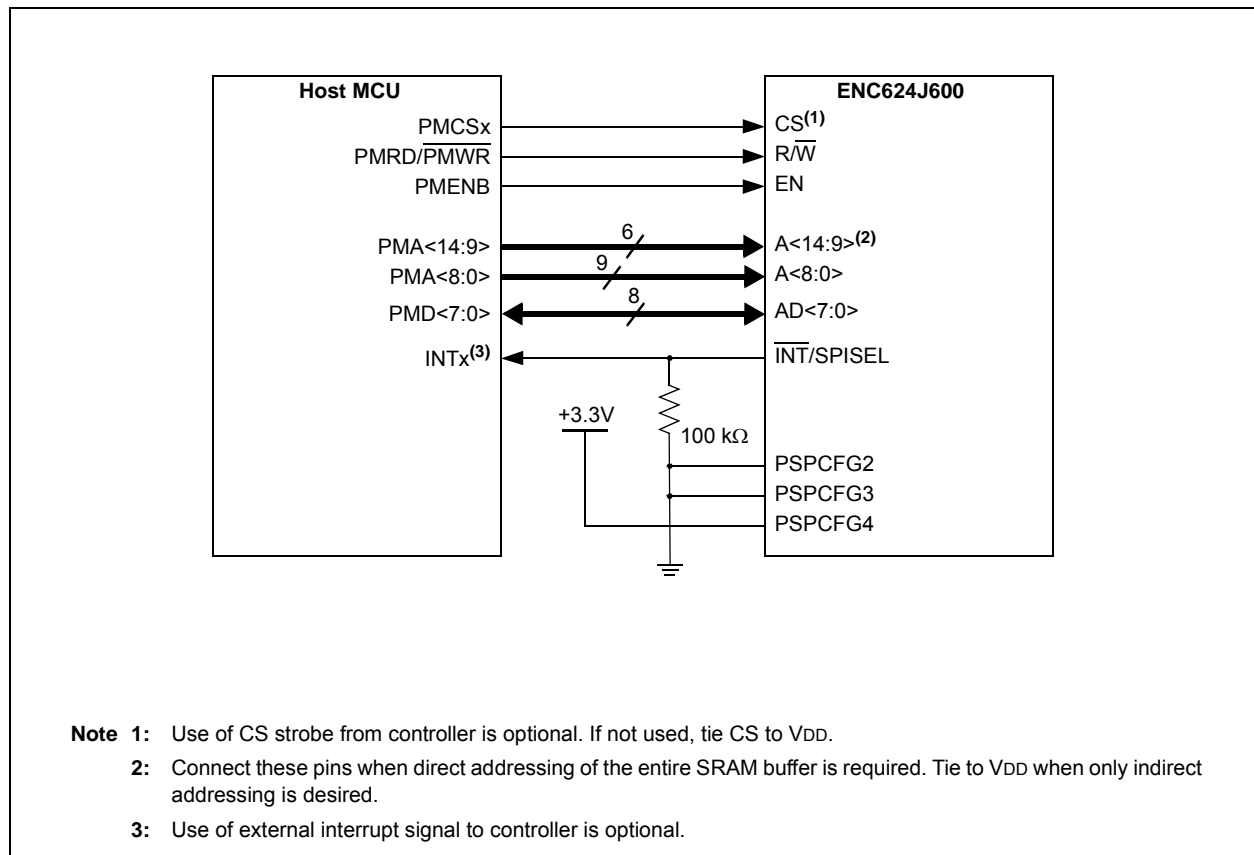 Host MCU
ENC624J600
PMCSx
CS(1)
PMRD/PMWR
R/W
PMENB
EN
6
PMA<14:9>
A<14:9>(2)
9
PMA<8:0>
A<8:0>
8
PMD<7:0>
AD<7:0>
INTx(3)
INT/SPISEL
+3.3V
100 kΩ
PSPCFG2
PSPCFG3
PSPCFG4
Note 1: Use of CS strobe from controller is optional. If not used, tie CS to VDD.
2: Connect these pins when direct addressing of the entire SRAM buffer is required. Tie to VDD when only indirect
addressing is desired.
3: Use of external interrupt signal to controller is optional.